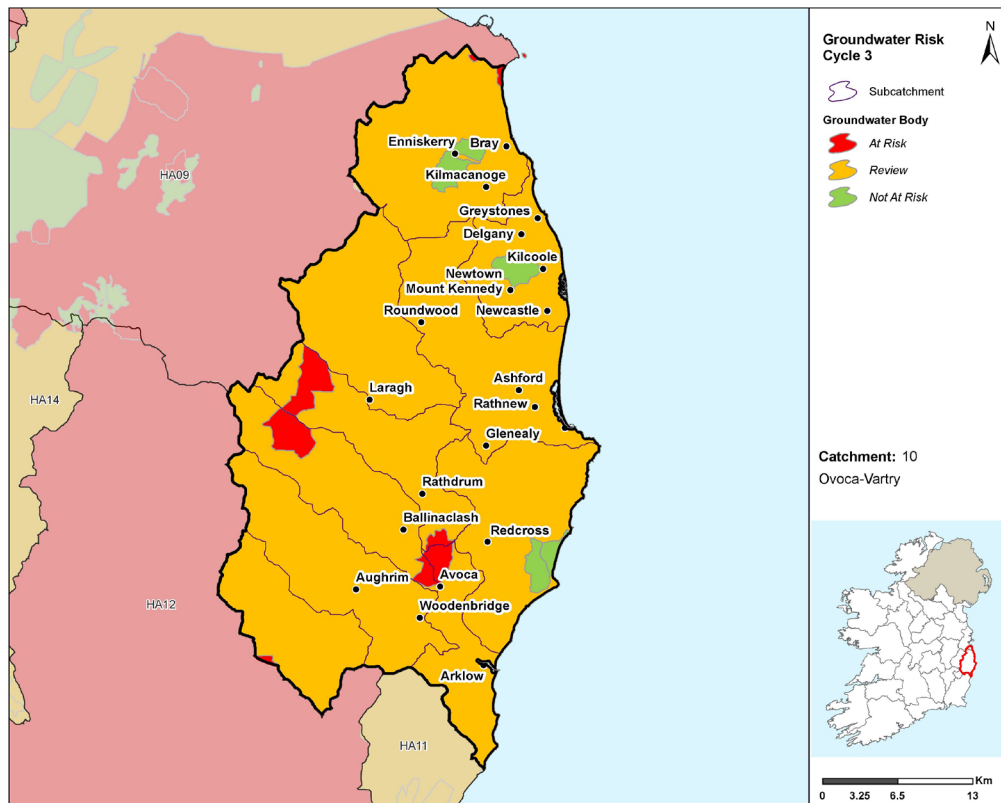 Groundwater Risk
Cycle 3
N
Subcatchment
Groundwater Body
At Risk
Review
Not At Risk
Catchment: 10
Ovoca-Vartry
Km
0 3.25 6.5 13
HA09
HA14
HA12
HA11
Enniskerry
Bray
Kilmacanoge
Greystones
Delgany
Kilcoole
Newtown
Mount Kennedy
Roundwood
Newcastle
Laragh
Ashford
Rathnew
Glenealy
Rathdrum
Ballinaclash
Redcross
Avoca
Aughrim
Woodenbridge
Arklow